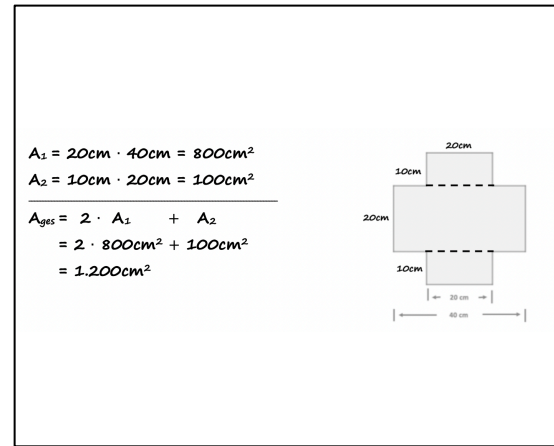 A₁ = 20cm · 40cm = 800cm²
A₂ = 10cm · 20cm = 100cm²
A_ges = 2 · A₁ + A₂
= 2 · 800cm² + 100cm²
= 1.200cm²
20cm
10cm
20cm
10cm
20 cm
40 cm